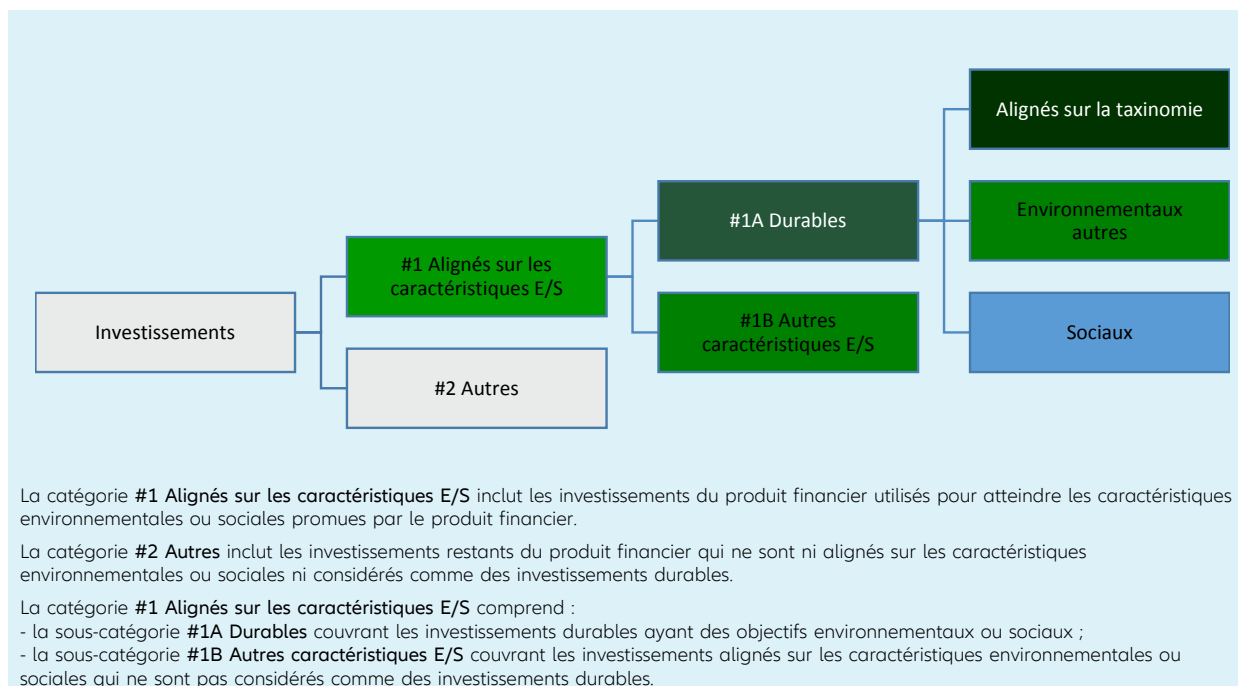 Alignés sur la taxinomie
#1A Durables
Environnementaux
autres
#1 Alignés sur les
caractéristiques E/S
Investissements
#1B Autres
caractéristiques E/S
Sociaux
#2 Autres
La catégorie #1 Alignés sur les caractéristiques E/S inclut les investissements du produit financier utilisés pour atteindre les caractéristiques
environnementales ou sociales promues par le produit financier.
La catégorie #2 Autres inclut les investissements restants du produit financier qui ne sont ni alignés sur les caractéristiques
environnementales ou sociales ni considérés comme des investissements durables.
La catégorie #1 Alignés sur les caractéristiques E/S comprend :
- la sous-catégorie #1A Durables couvrant les investissements durables ayant des objectifs environnementaux ou sociaux ;
- la sous-catégorie #1B Autres caractéristiques E/S couvrant les investissements alignés sur les caractéristiques environnementales ou
sociales qui ne sont pas considérés comme des investissements durables.